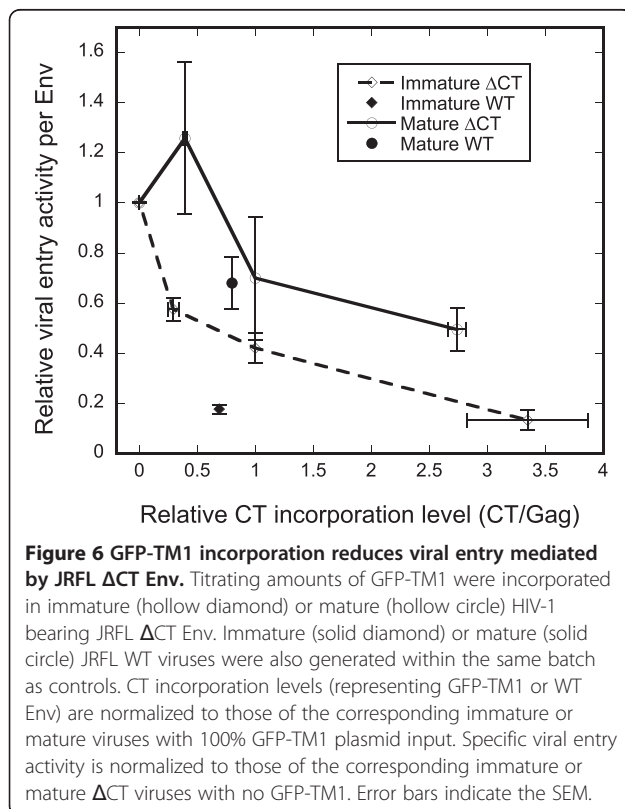 1.6
1.4
1.2
1
0.8
0.6
0.4
0.2
0
Relative viral entry activity per Env
Immature ΔCT
Immature WT
Mature ΔCT
Mature WT
0 0.5 1 1.5 2 2.5 3 3.5 4
Relative CT incorporation level (CT/Gag)
Figure 6 GFP-TM1 incorporation reduces viral entry mediated
by JRFL ΔCT Env. Titrating amounts of GFP-TM1 were incorporated
in immature (hollow diamond) or mature (hollow circle) HIV-1
bearing JRFL ΔCT Env. Immature (solid diamond) or mature (solid
circle) JRFL WT viruses were also generated within the same batch
as controls. CT incorporation levels (representing GFP-TM1 or WT
Env) are normalized to those of the corresponding immature or
mature viruses with 100% GFP-TM1 plasmid input. Specific viral entry
activity is normalized to those of the corresponding immature or
mature ΔCT viruses with no GFP-TM1. Error bars indicate the SEM.